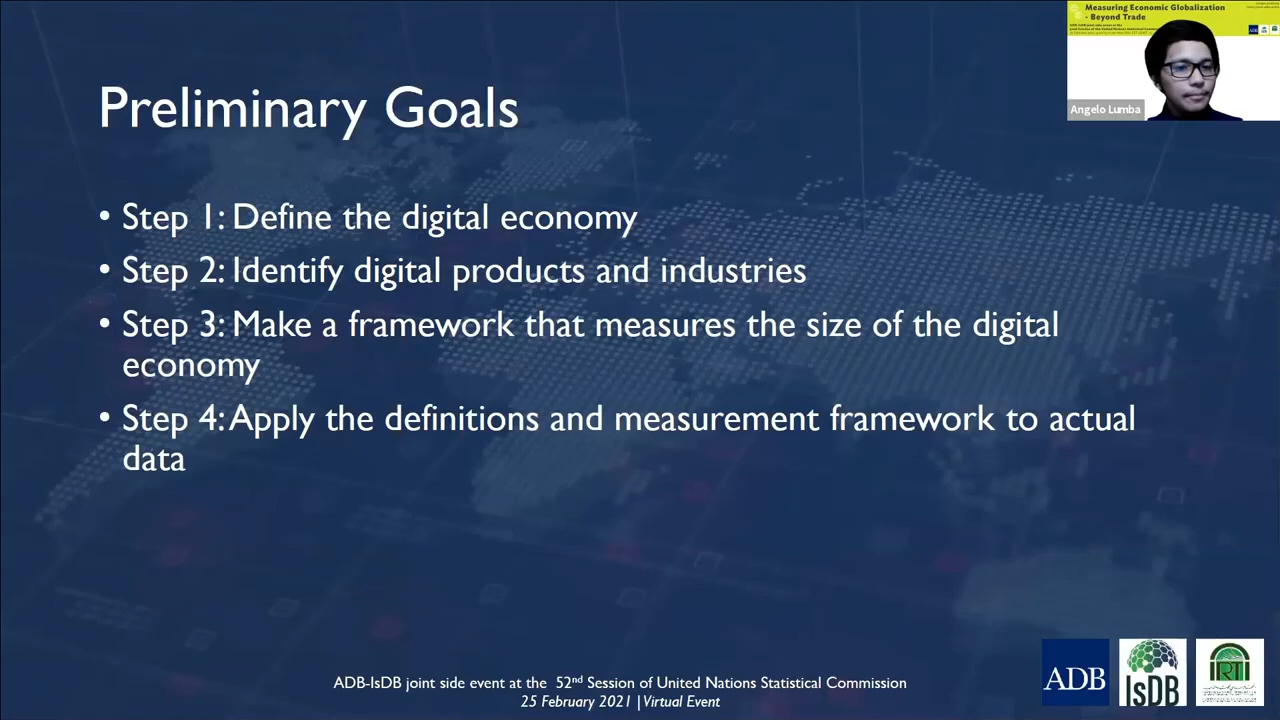 Measuring Economic Globalization
- Beyond Trade
Angelo Lumba
Preliminary Goals
• Step 1: Define the digital economy
• Step 2: Identify digital products and industries
• Step 3: Make a framework that measures the size of the digital
economy
• Step 4: Apply the definitions and measurement framework to actual
data
ADB-IsDB joint side event at the 52nd Session of United Nations Statistical Commission
23 February 2021 | Virtual Event
ADB
IsDB
IRTI